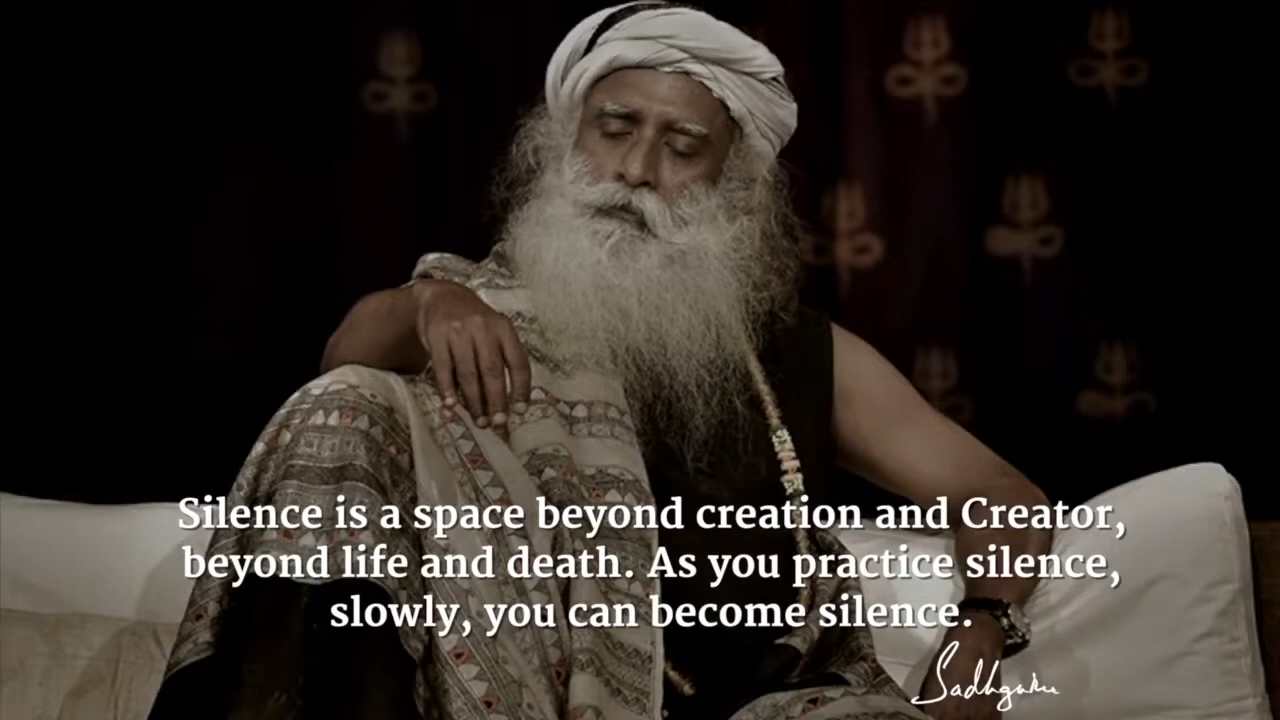 Silence is a space beyond creation and Creator,
beyond life and death. As you practice silence,
slowly, you can become silence.
Sadhguru